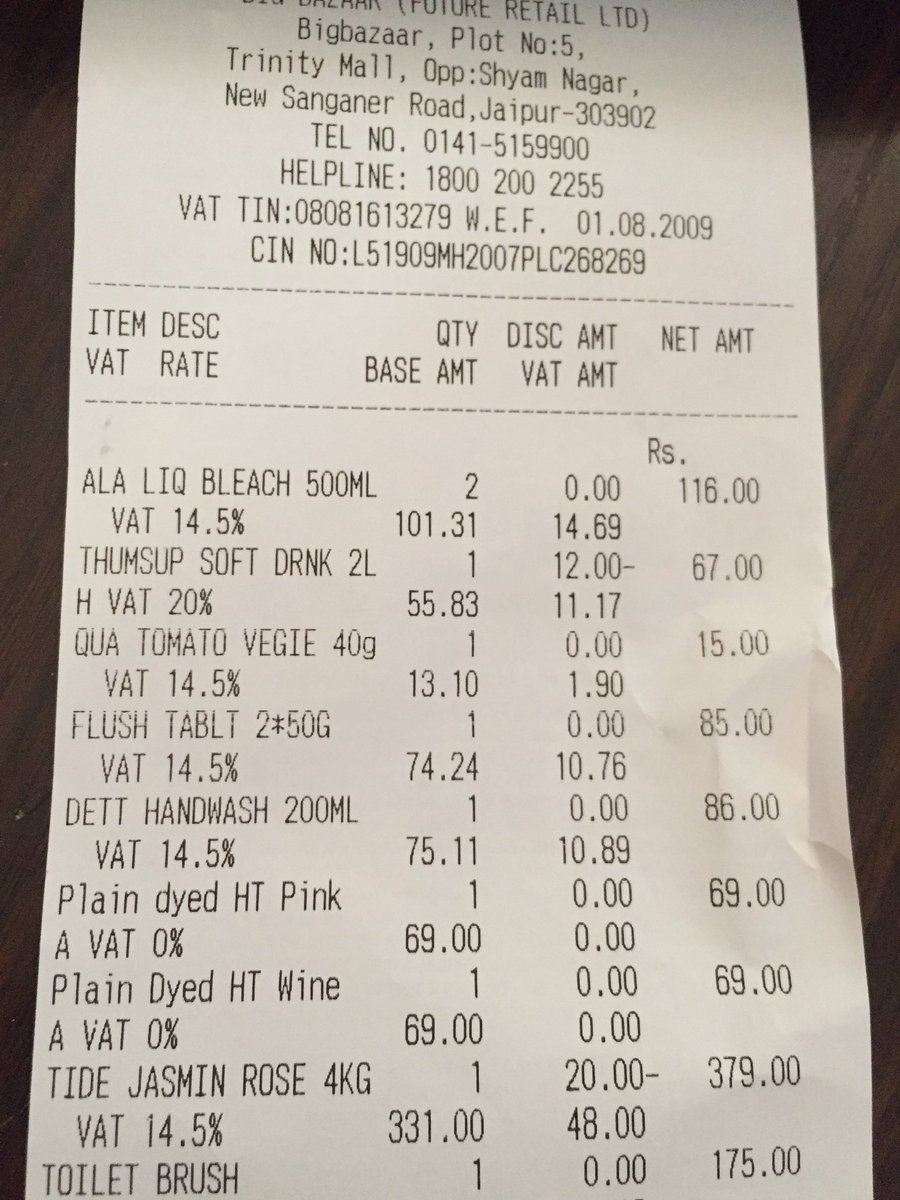 BIG BAZAAR (FUTURE RETAIL LTD)
Bigbazaar, Plot No:5,
Trinity Mall, Opp:Shyam Nagar,
New Sanganer Road,Jaipur-303902
TEL NO. 0141-5159900
HELPLINE: 1800 200 2255
VAT TIN:08081613279 W.E.F. 01.08.2009
CIN NO:L51909MH2007PLC268269
ITEM DESC QTY DISC AMT NET AMT
VAT RATE BASE AMT VAT AMT
Rs.
ALA LIQ BLEACH 500ML 2 0.00 116.00
VAT 14.5% 101.31 14.69
THUMSUP SOFT DRNK 2L 1 12.00- 67.00
H VAT 20% 55.83 11.17
QUA TOMATO VEGIE 40g 1 0.00 15.00
VAT 14.5% 13.10 1.90
FLUSH TABLT 2*50G 1 0.00 85.00
VAT 14.5% 74.24 10.76
DETT HANDWASH 200ML 1 0.00 86.00
VAT 14.5% 75.11 10.89
Plain dyed HT Pink 1 0.00 69.00
A VAT 0% 69.00 0.00
Plain Dyed HT Wine 1 0.00 69.00
A VAT 0% 69.00 0.00
TIDE JASMIN ROSE 4KG 1 20.00- 379.00
VAT 14.5% 331.00 48.00
TOILET BRUSH 1 0.00 175.00